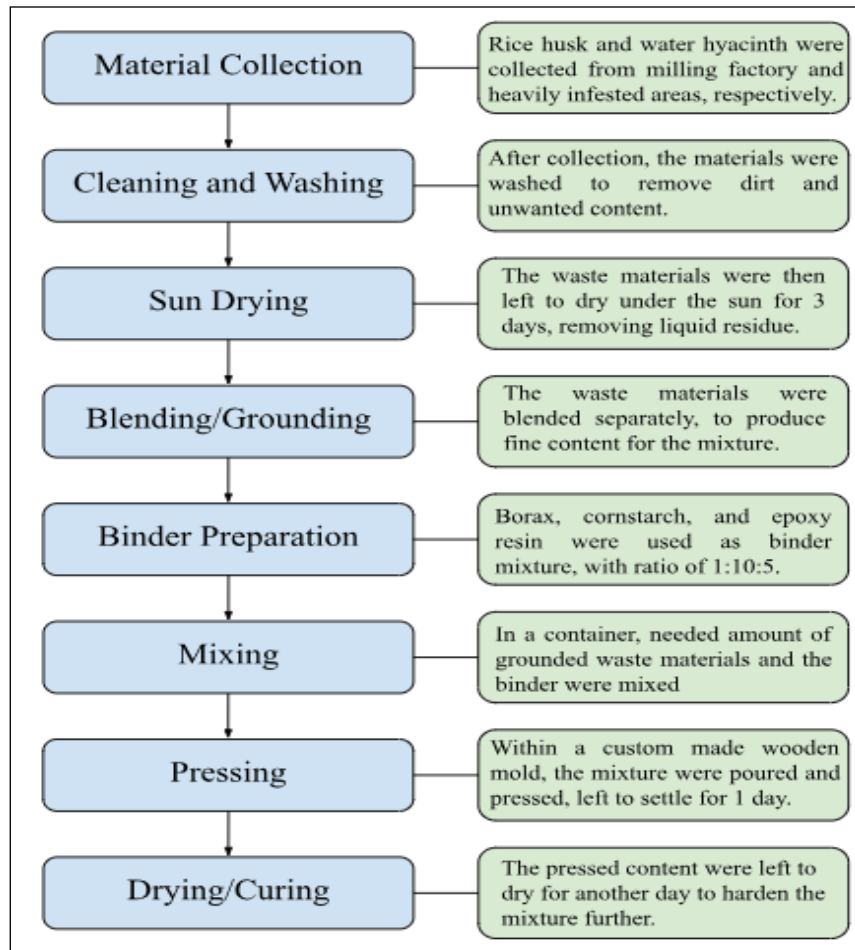 Material Collection
Rice husk and water hyacinth were
collected from milling factory and
heavily infested areas, respectively.
Cleaning and Washing
After collection, the materials were
washed to remove dirt and
unwanted content.
Sun Drying
The waste materials were then
left to dry under the sun for 3
days, removing liquid residue.
Blending/Grounding
The waste materials were
blended separately, to produce
fine content for the mixture.
Binder Preparation
Borax, cornstarch, and epoxy
resin were used as binder
mixture, with ratio of 1:10:5.
Mixing
In a container, needed amount of
grounded waste materials and the
binder were mixed
Pressing
Within a custom made wooden
mold, the mixture were poured and
pressed, left to settle for 1 day.
Drying/Curing
The pressed content were left to
dry for another day to harden the
mixture further.